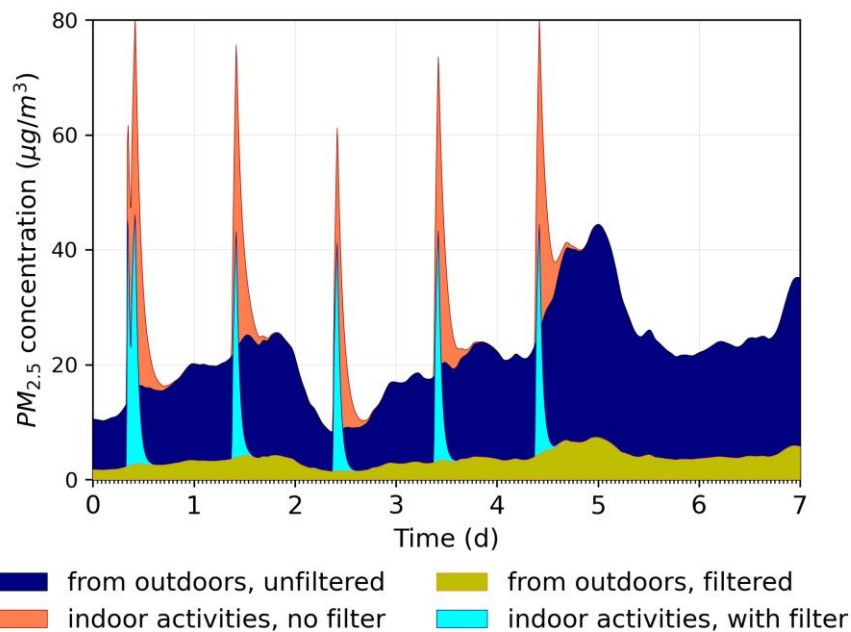 80
60
40
20
0
PM2.5 concentration (μg/m3)
0 1 2 3 4 5 6 7
Time (d)
from outdoors, unfiltered
from outdoors, filtered
indoor activities, no filter
indoor activities, with filter